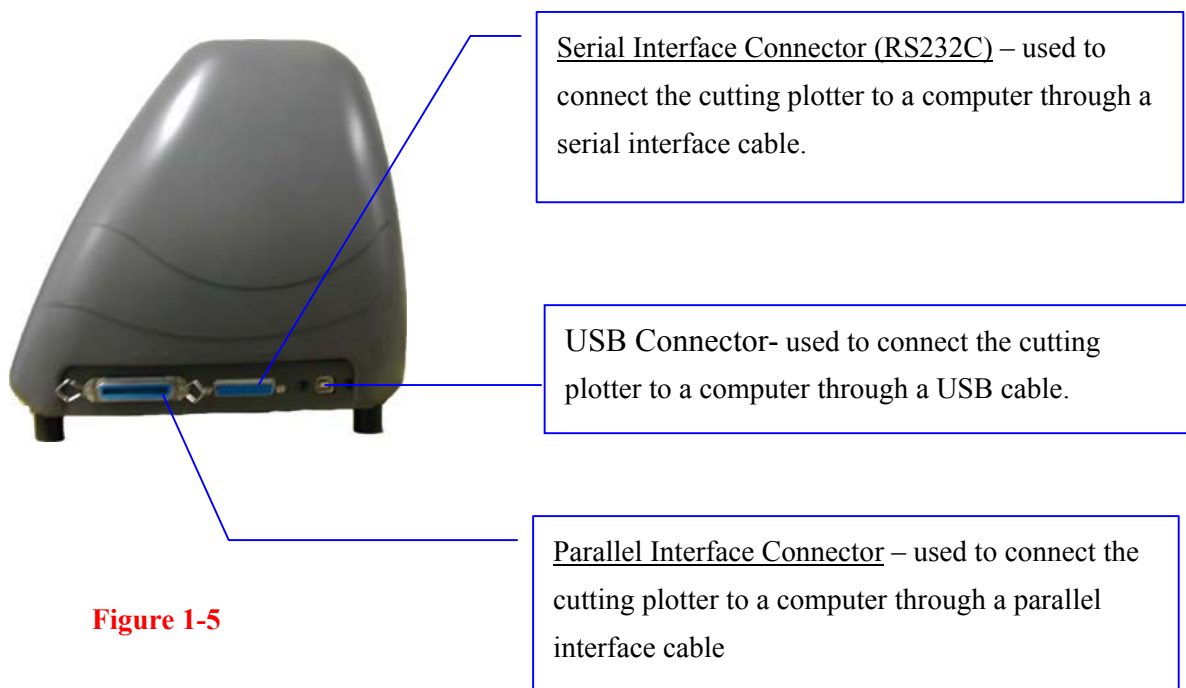 Serial Interface Connector (RS232C) – used to
connect the cutting plotter to a computer through a
serial interface cable.
USB Connector- used to connect the cutting
plotter to a computer through a USB cable.
Parallel Interface Connector – used to connect the
cutting plotter to a computer through a parallel
interface cable
Figure 1-5